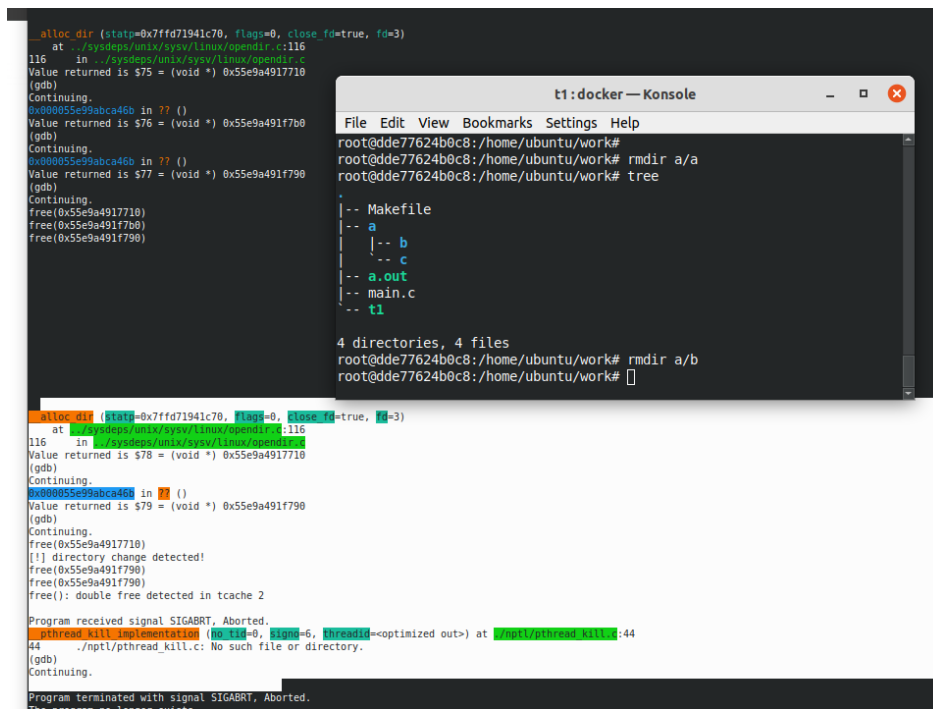 __alloc_dir (statp=0x7ffd71941c70, flags=0, close_fd=true, fd=3)
    at ../sysdeps/unix/sysv/linux/opendir.c:116
116     in ../sysdeps/unix/sysv/linux/opendir.c
Value returned is $75 = (void *) 0x55e9a4917710
(gdb)
Continuing.
0x000055e99abca46b in ?? ()
Value returned is $76 = (void *) 0x55e9a491f7b0
(gdb)
Continuing.
0x000055e99abca46b in ?? ()
Value returned is $77 = (void *) 0x55e9a491f790
(gdb)
Continuing.
free(0x55e9a4917710)
free(0x55e9a491f7b0)
free(0x55e9a491f790)
t1 : docker — Konsole
File Edit View Bookmarks Settings Help
root@dde77624b0c8:/home/ubuntu/work#
root@dde77624b0c8:/home/ubuntu/work# rmdir a/a
root@dde77624b0c8:/home/ubuntu/work# tree
.
|-- Makefile
|-- a
|   |-- b
|   `-- c
|-- a.out
|-- main.c
`-- t1
4 directories, 4 files
root@dde77624b0c8:/home/ubuntu/work# rmdir a/b
root@dde77624b0c8:/home/ubuntu/work#
__alloc_dir (statp=0x7ffd71941c70, flags=0, close_fd=true, fd=3)
    at ../sysdeps/unix/sysv/linux/opendir.c:116
116     in ../sysdeps/unix/sysv/linux/opendir.c
Value returned is $78 = (void *) 0x55e9a4917710
(gdb)
Continuing.
0x000055e99abca46b in ?? ()
Value returned is $79 = (void *) 0x55e9a491f790
(gdb)
Continuing.
free(0x55e9a4917710)
[!] directory change detected!
free(0x55e9a491f790)
free(0x55e9a491f790)
free(): double free detected in tcache 2
Program received signal SIGABRT, Aborted.
__pthread_kill_implementation (no_tid=0, signo=6, threadid=<optimized out>) at ./nptl/pthread_kill.c:44
44      ./nptl/pthread_kill.c: No such file or directory.
(gdb)
Continuing.
Program terminated with signal SIGABRT, Aborted.